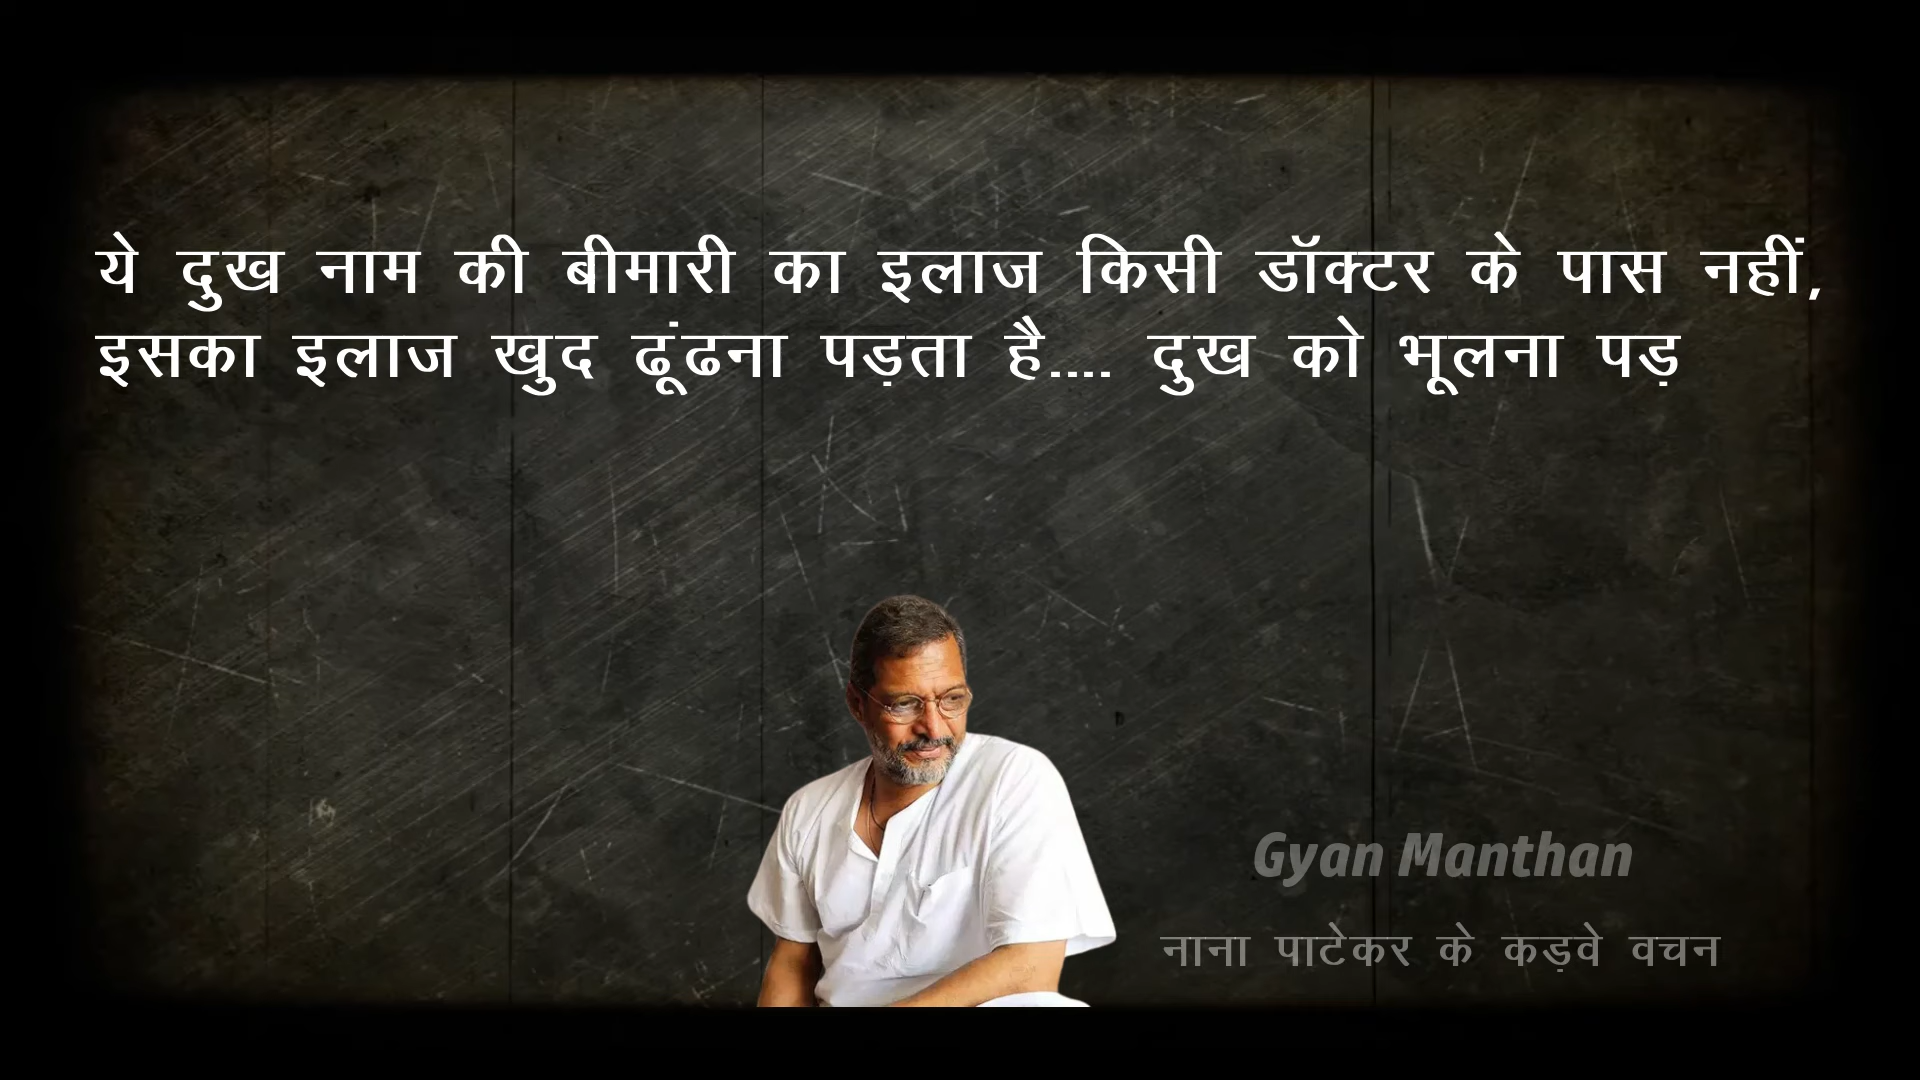 ये दुख नाम की बीमारी का इलाज किसी डॉक्टर के पास नहीं,
इसका इलाज खुद ढूंढना पड़ता है.... दुख को भूलना पड़
Gyan Manthan
नाना पाटेकर के कड़वे वचन